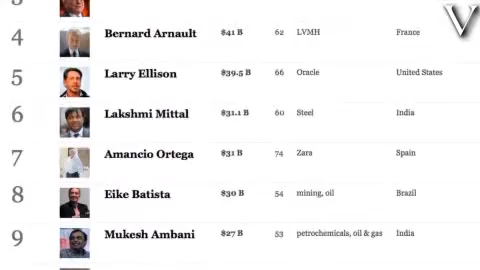 3
V
4 Bernard Arnault $41 B 62 LVMH France
5 Larry Ellison $39.5 B 66 Oracle United States
6 Lakshmi Mittal $31.1 B 60 Steel India
7 Amancio Ortega $31 B 74 Zara Spain
8 Eike Batista $30 B 54 mining, oil Brazil
9 Mukesh Ambani $27 B 53 petrochemicals, oil & gas India